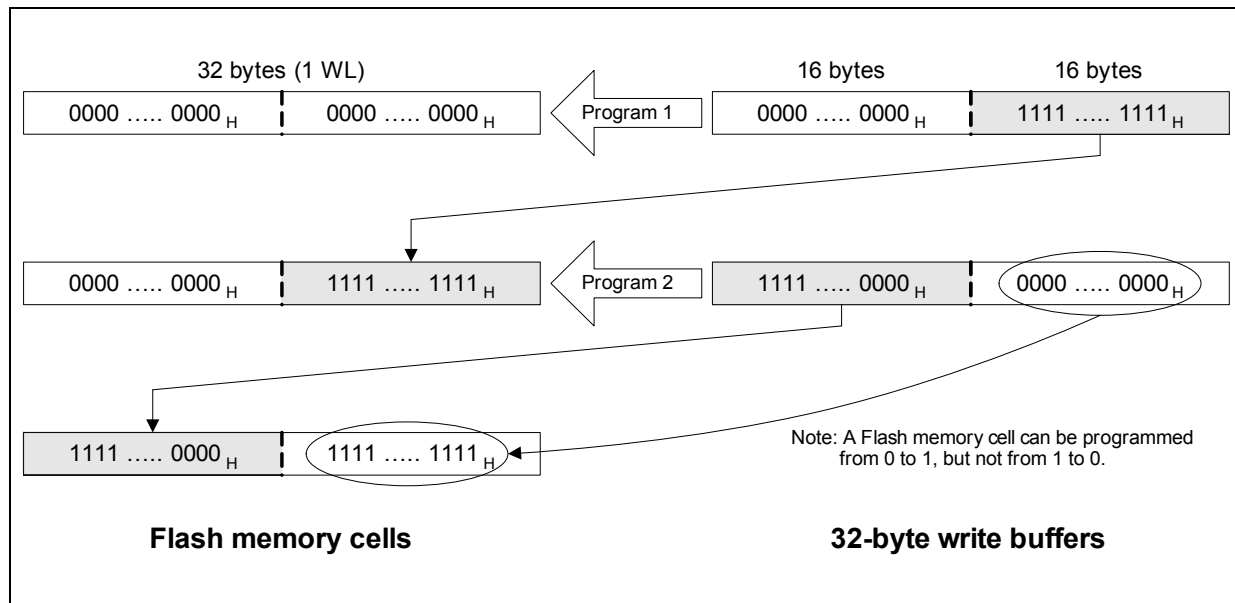 32 bytes (1 WL) 16 bytes 16 bytes
0000 ….. 0000 H 0000 ….. 0000 H Program 1 0000 ….. 0000 H 1111 ….. 1111 H
0000 ….. 0000 H 1111 ….. 1111 H Program 2 1111 ….. 0000 H 0000 ….. 0000 H
1111 ….. 0000 H 1111 ….. 1111 H
Note: A Flash memory cell can be programmed
from 0 to 1, but not from 1 to 0.
Flash memory cells 32-byte write buffers